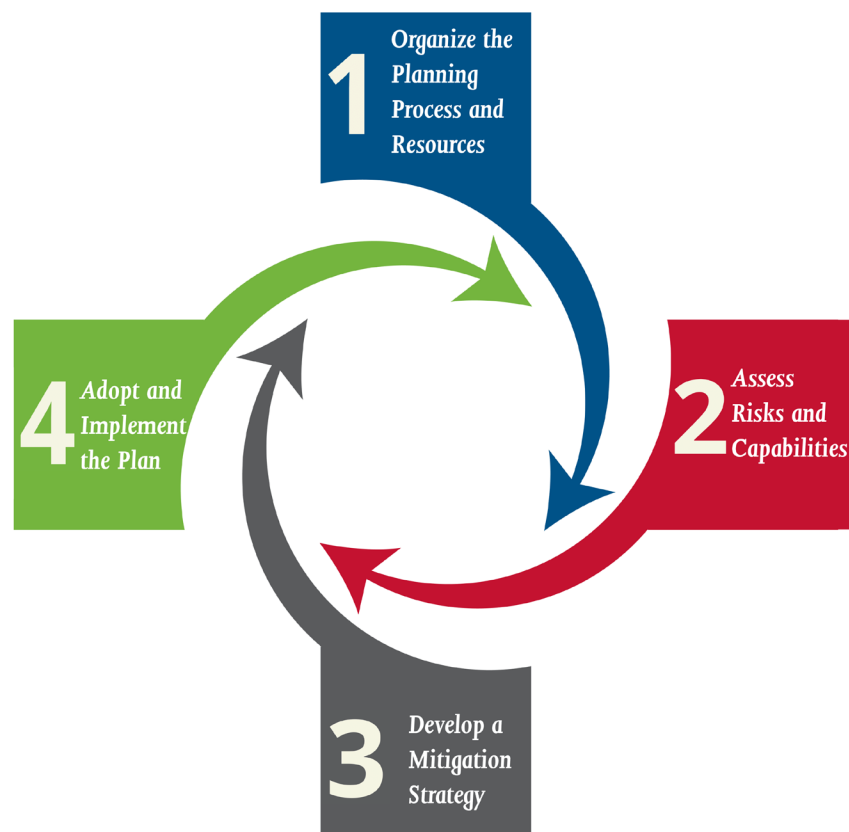 1
Organize the
Planning
Process and
Resources
2
Assess
Risks and
Capabilities
3
Develop a
Mitigation
Strategy
4
Adopt and
Implement
the Plan